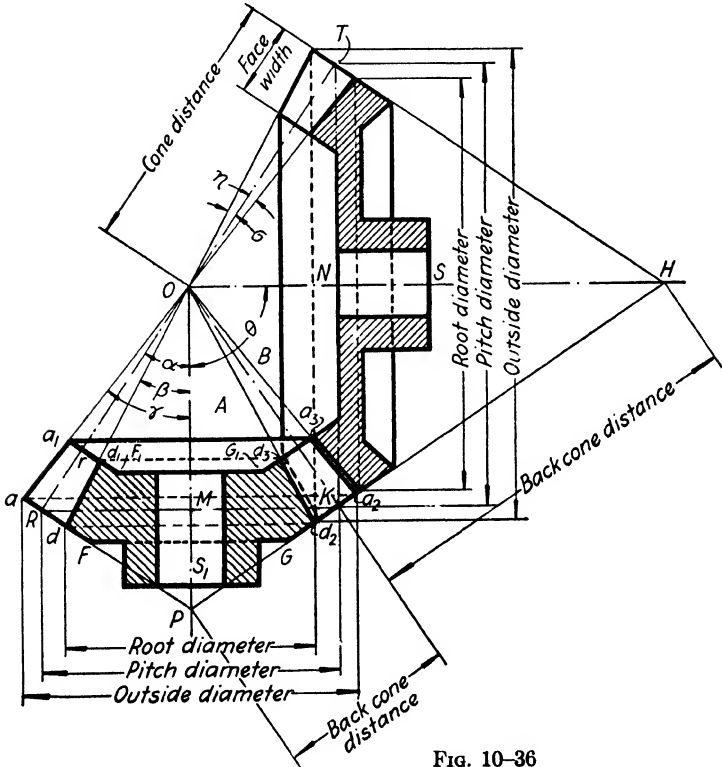 T
Face
width
Cone distance
η
σ
O
N
S
H
θ
B
Root diameter
Pitch diameter
Outside diameter
α
β
γ
A
a₁
d₁
F₁
G₁
d₃
a₃
r
a
R
d
M
K
a₂
d₂
F
G
S₁
P
Back cone distance
Root diameter
Pitch diameter
Outside diameter
Back cone
distance
FIG. 10–36